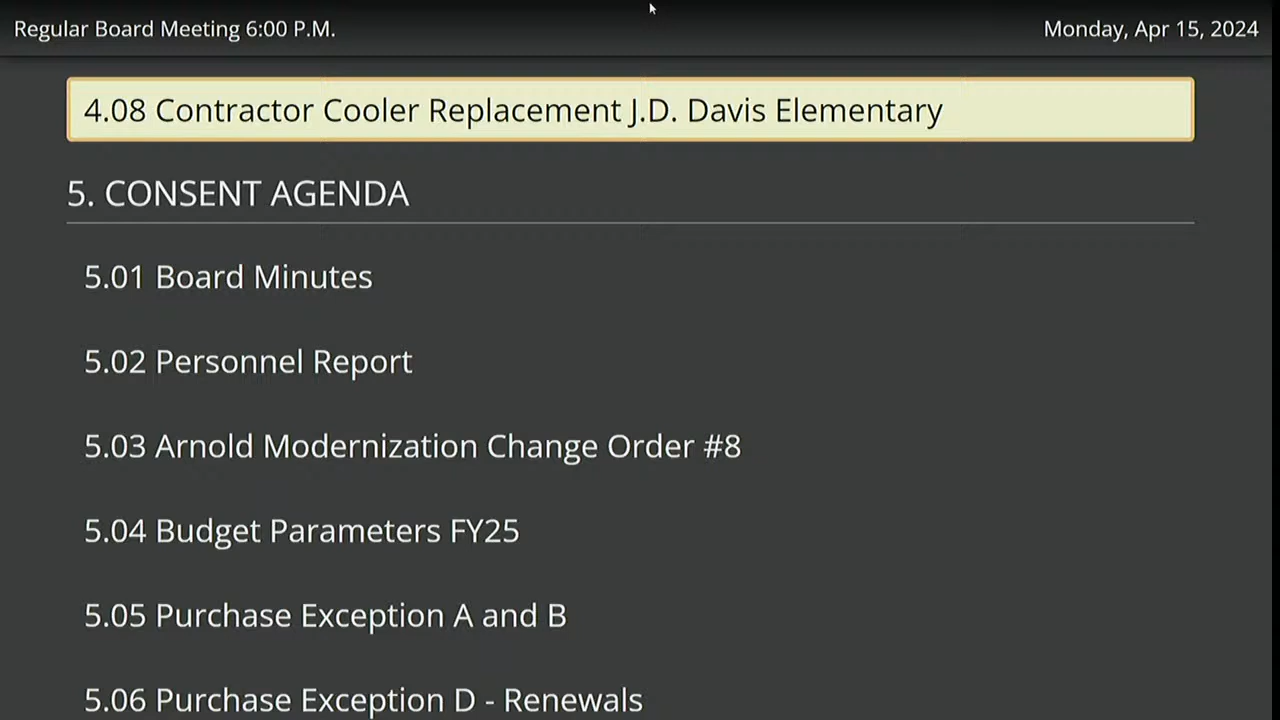 Regular Board Meeting 6:00 P.M.
Monday, Apr 15, 2024
4.08 Contractor Cooler Replacement J.D. Davis Elementary
5. CONSENT AGENDA
5.01 Board Minutes
5.02 Personnel Report
5.03 Arnold Modernization Change Order #8
5.04 Budget Parameters FY25
5.05 Purchase Exception A and B
5.06 Purchase Exception D - Renewals